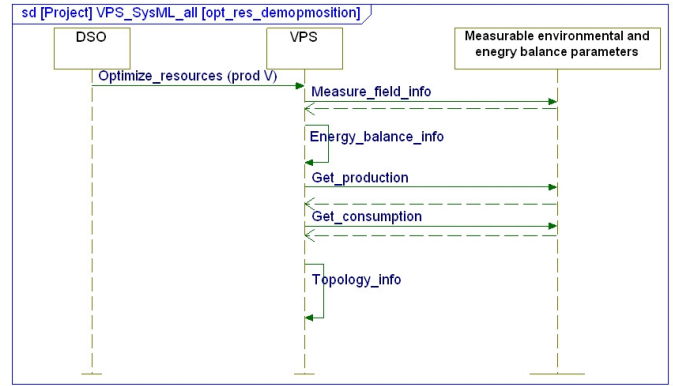 sd [Project] VPS_SysML_all [opt_res_demopmosition]
DSO
VPS
Measurable environmental and
enegry balance parameters
Optimize_resources (prod V)
Measure_field_info
Energy_balance_info
Get_production
Get_consumption
Topology_info